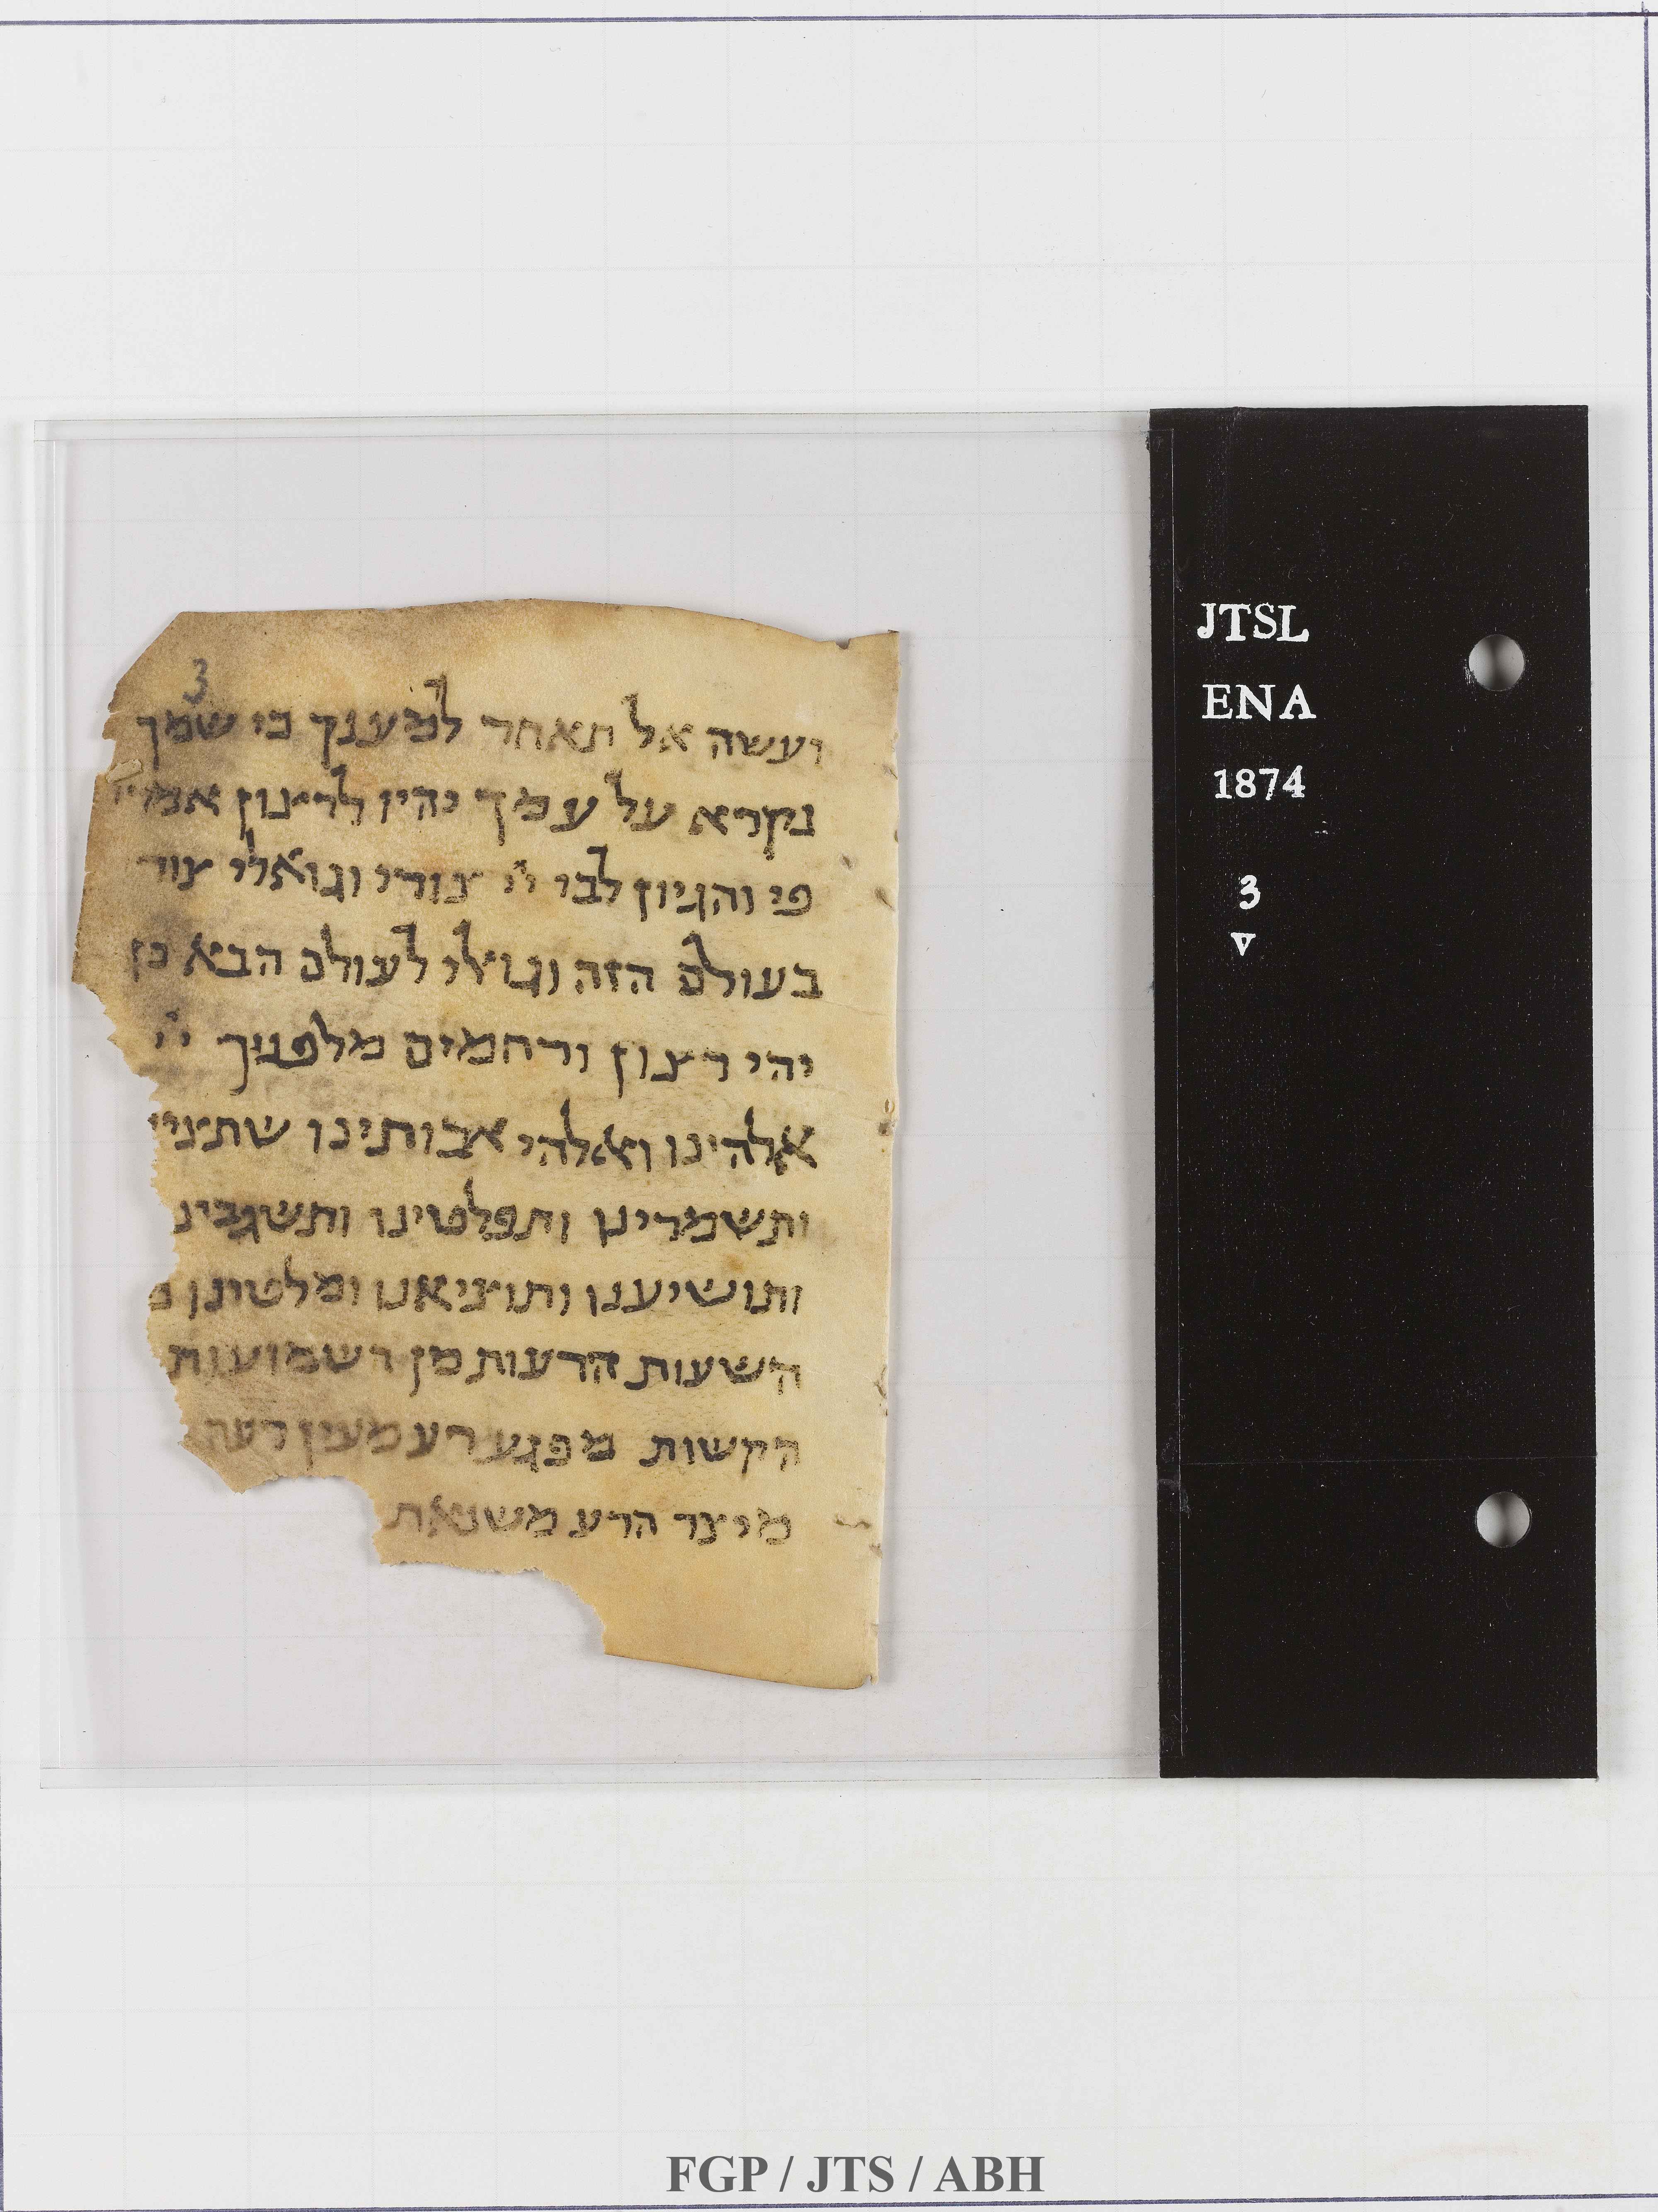 3
ועשה אל תאחר למענך כי שמך
נקרא על עמך יהיו לרצון אמרי
פי והגיון לבי יי צורי וגואלי צור
בעולם הזה וגואלי לעולם הבא כן
יהי רצון ורחמים מלפניך יי
אלהינו ואלהי אבותינו שתציי
ותשמרינו ותפלטינו ותשגבינ
ותושיענו ותוציאנו ומלטינו
השעות הרעות מן השמועות
הקשות מפגע רע מעין רעה
מיצר הרע משנאת
JTSL
ENA
1874
3
v
FGP / JTS / ABH